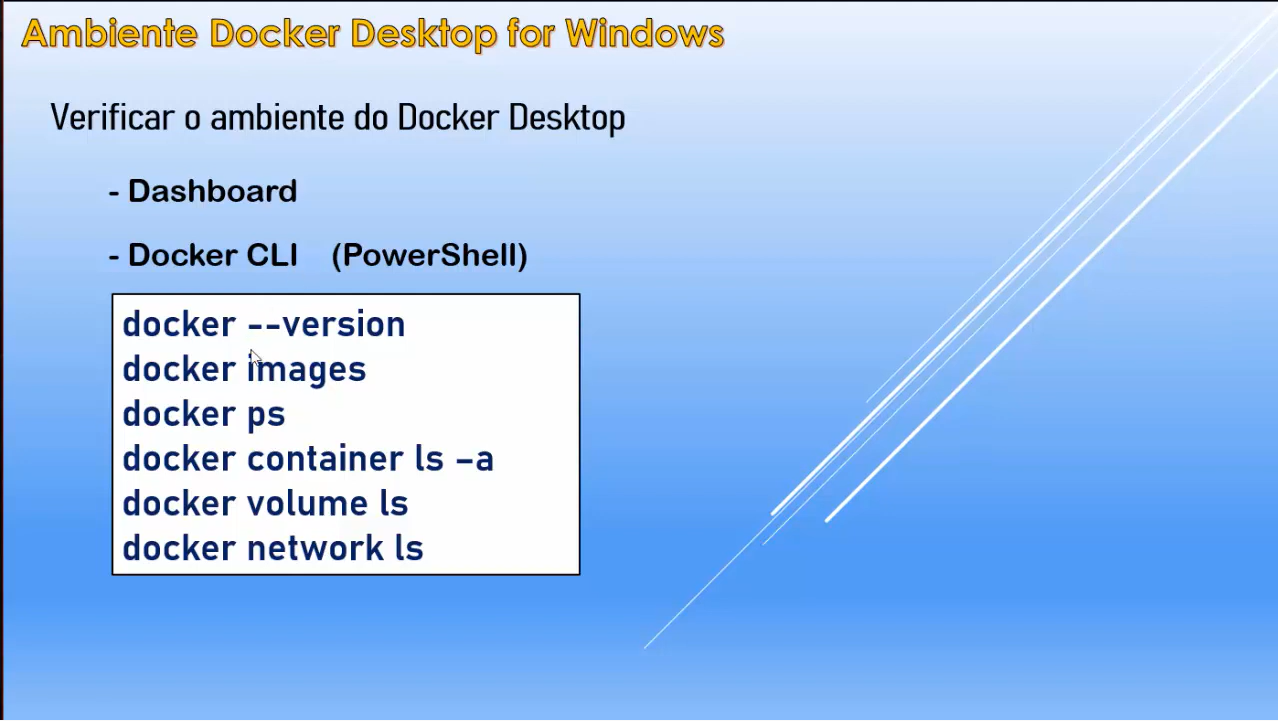 Ambiente Docker Desktop for Windows
Verificar o ambiente do Docker Desktop
- Dashboard
- Docker CLI (PowerShell)
docker --version
docker images
docker ps
docker container ls –a
docker volume ls
docker network ls